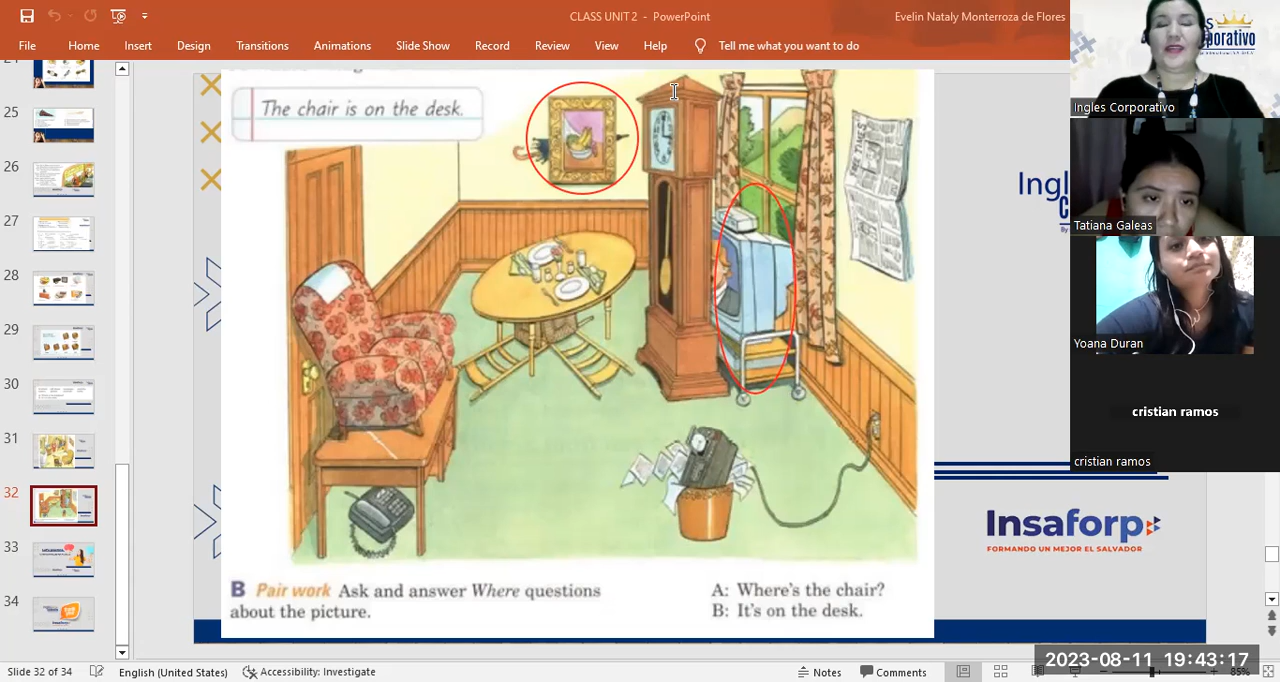 CLASS UNIT 2 - PowerPoint
Evelin Nataly Monterroza de Flores
File Home Insert Design Transitions Animations Slide Show Record Review View Help Tell me what you want to do
The chair is on the desk.
TIMES
B Pair work Ask and answer Where questions
about the picture.
A: Where's the chair?
B: It's on the desk.
Insaforp
FORMANDO UN MEJOR EL SALVADOR
25
26
27
28
29
30
31
32
33
34
Ingles Corporativo
Tatiana Galeas
Yoana Duran
cristian ramos
cristian ramos
Slide 32 of 34 English (United States) Accessibility: Investigate Notes Comments 85%
2023-08-11 19:43:17